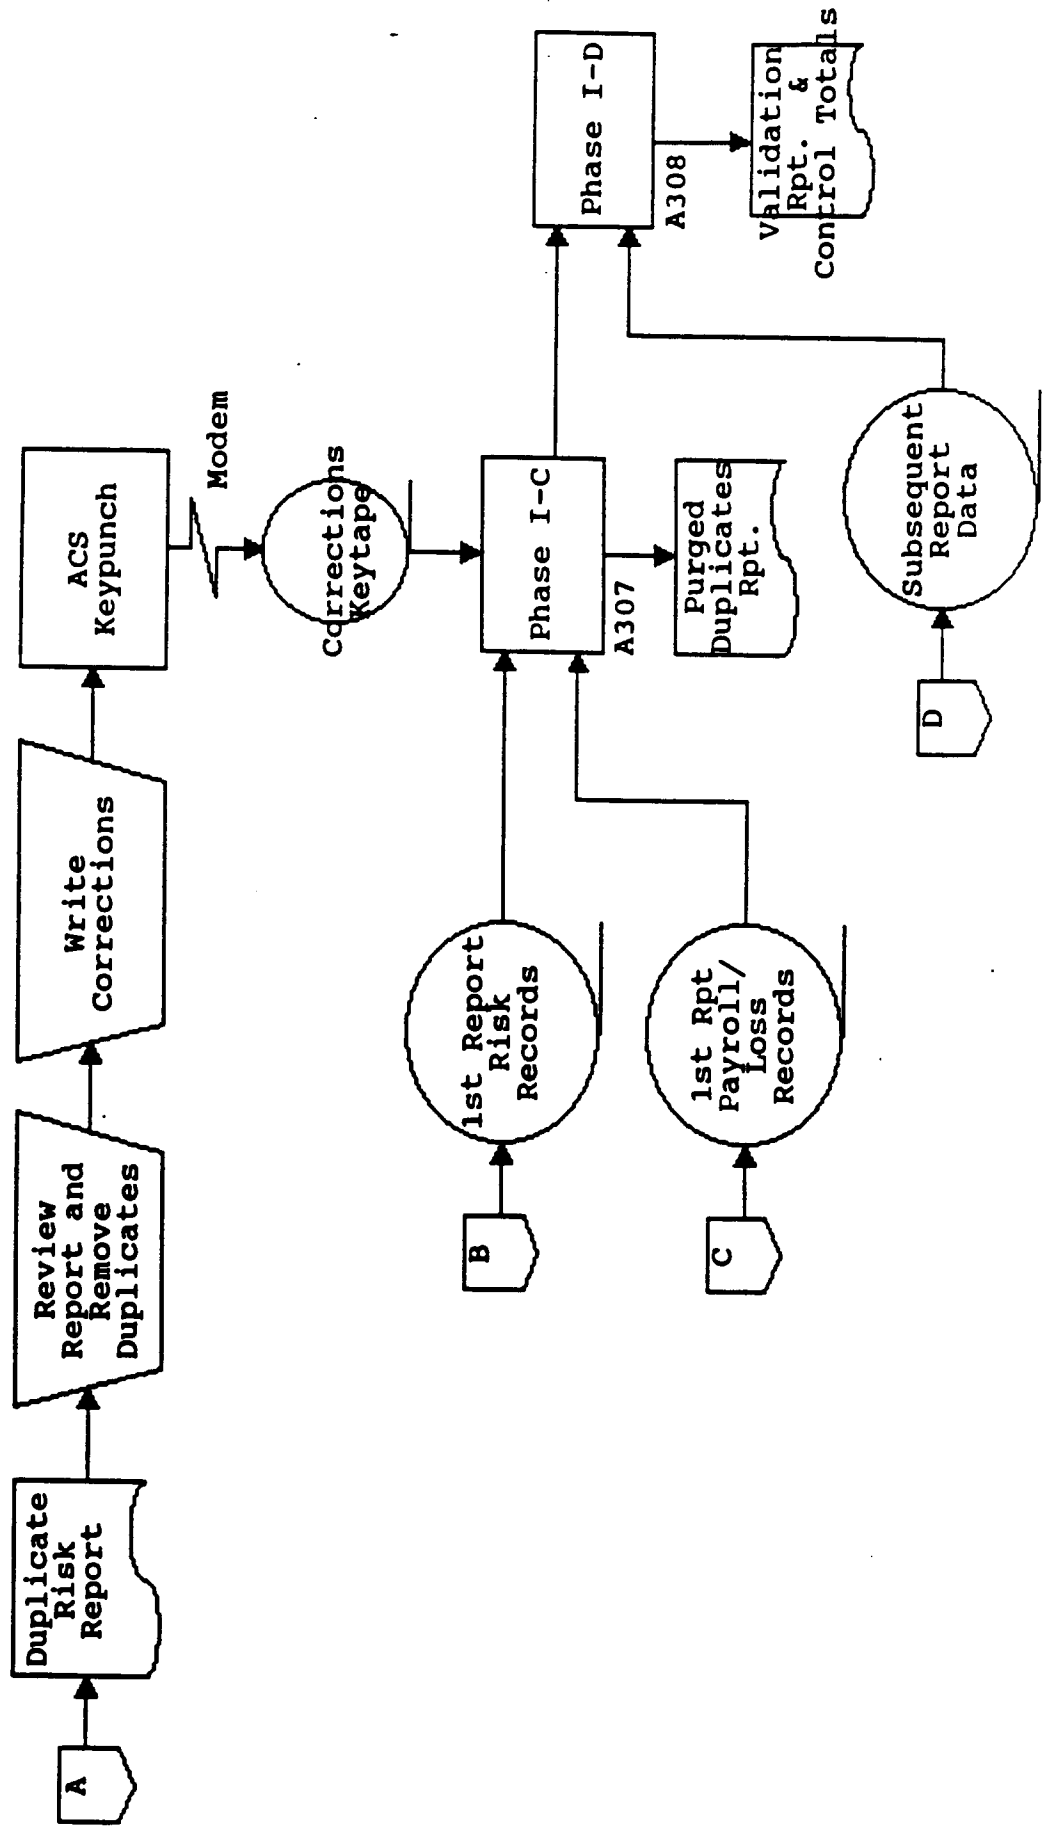 A
Duplicate
Risk
Report
Review
Report and
Remove
Duplicates
Write
Corrections
ACS
Keypunch
Modem
Corrections
Keytape
B
1st Report
Risk
Records
C
1st Rpt
Payroll/
Loss
Records
Phase I-C
A307
Purged
Duplicates
Rpt.
D
Subsequent
Report
Data
Phase I-D
A308
Validation
Rpt. &
Control Totals